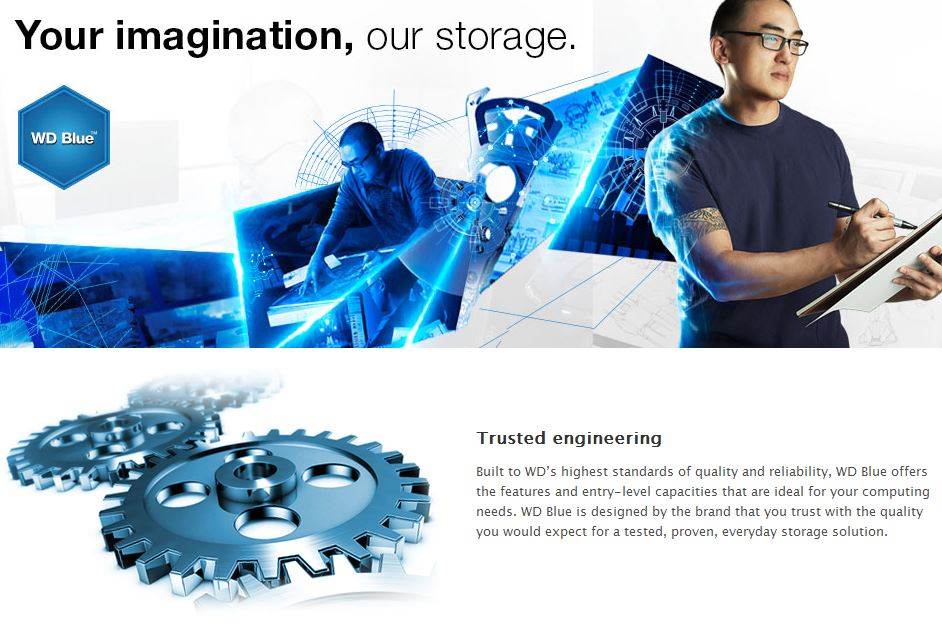 Your imagination, our storage.
WD Blue™
Trusted engineering
Built to WD’s highest standards of quality and reliability, WD Blue offers
the features and entry-level capacities that are ideal for your computing
needs. WD Blue is designed by the brand that you trust with the quality
you would expect for a tested, proven, everyday storage solution.